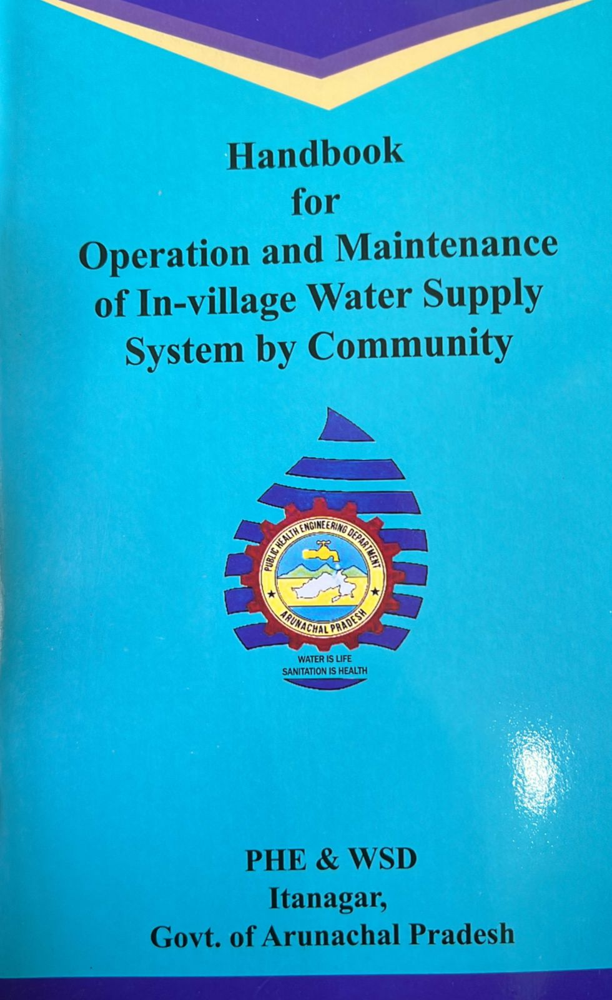 Handbook
for
Operation and Maintenance
of In-village Water Supply
System by Community
PUBLIC HEALTH ENGINEERING DEPARTMENT
ARUNACHAL PRADESH
WATER IS LIFE
SANITATION IS HEALTH
PHE & WSD
Itanagar,
Govt. of Arunachal Pradesh